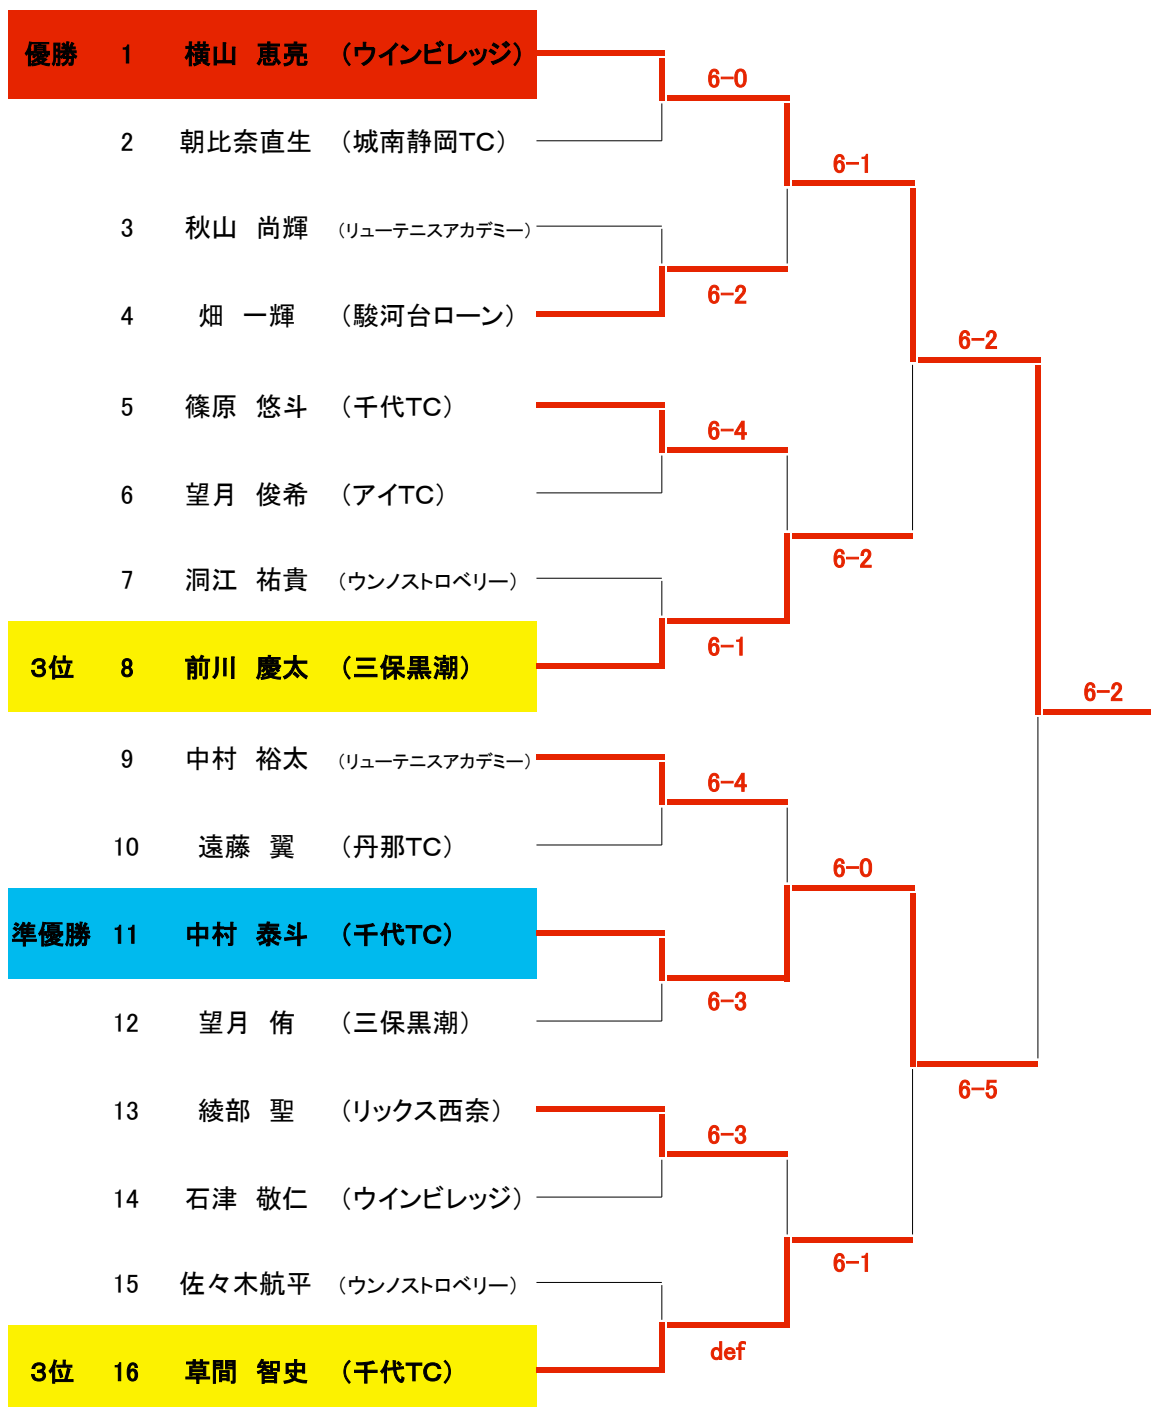 優勝 1 横山 恵亮 （ウインビレッジ）
6-0
2 朝比奈直生 （城南静岡TC）
6-1
3 秋山 尚輝 （リューテニスアカデミー）
6-2
4 畑 一輝 （駿河台ローン）
6-2
5 篠原 悠斗 （千代TC）
6-4
6 望月 俊希 （アイTC）
6-2
7 洞江 祐貴 （ウンノストロベリー）
6-1
3位 8 前川 慶太 （三保黒潮）
6-2
9 中村 裕太 （リューテニスアカデミー）
6-4
10 遠藤 翼 （丹那TC）
6-0
準優勝 11 中村 泰斗 （千代TC）
6-3
12 望月 侑 （三保黒潮）
6-5
13 綾部 聖 （リックス西奈）
6-3
14 石津 敬仁 （ウインビレッジ）
6-1
15 佐々木航平 （ウンノストロベリー）
def
3位 16 草間 智史 （千代TC）